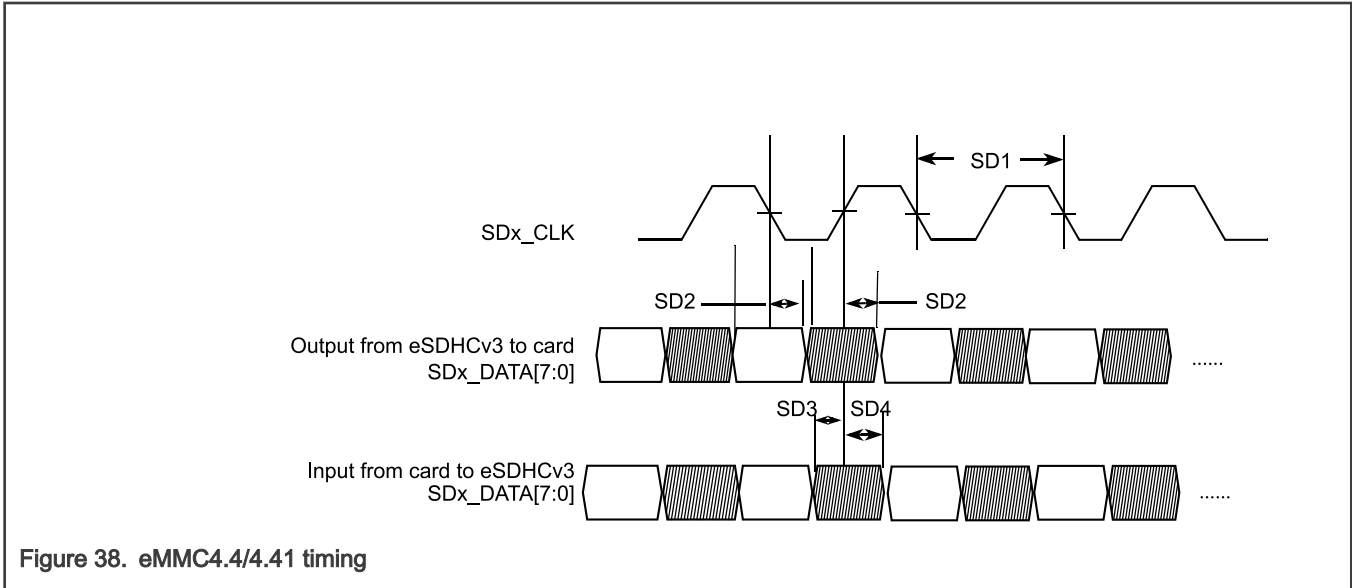 SD1
SDx_CLK
SD2
SD2
Output from eSDHCv3 to card
SDx_DATA[7:0]
......
SD3
SD4
Input from card to eSDHCv3
SDx_DATA[7:0]
......
Figure 38. eMMC4.4/4.41 timing